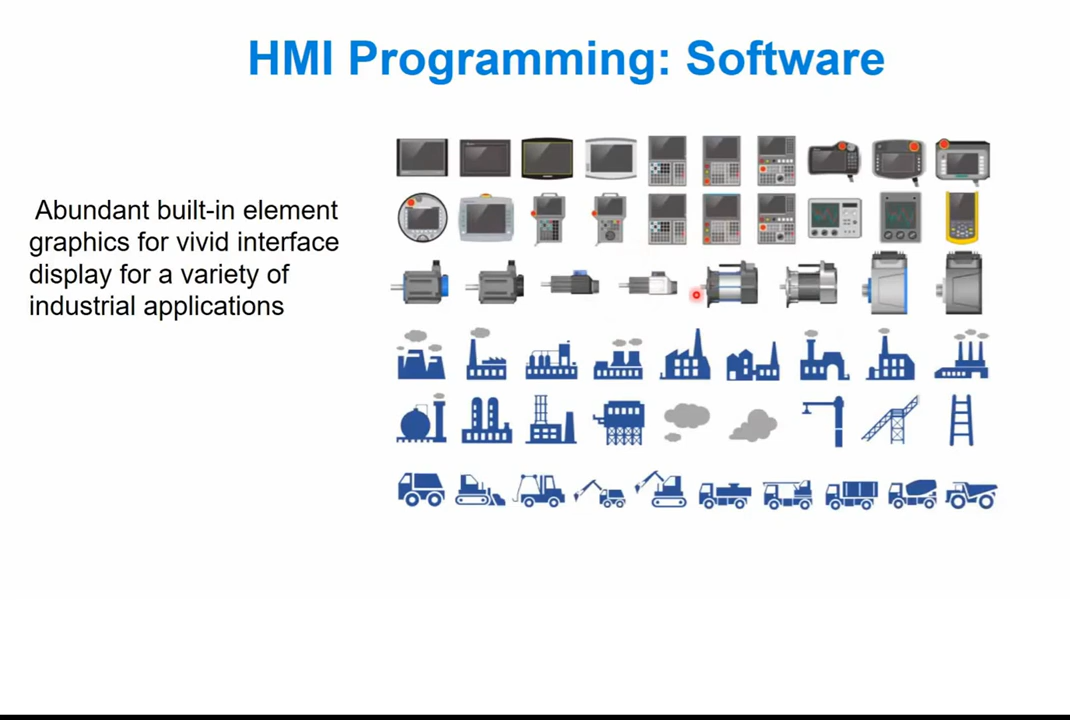 HMI Programming: Software
Abundant built-in element
graphics for vivid interface
display for a variety of
industrial applications